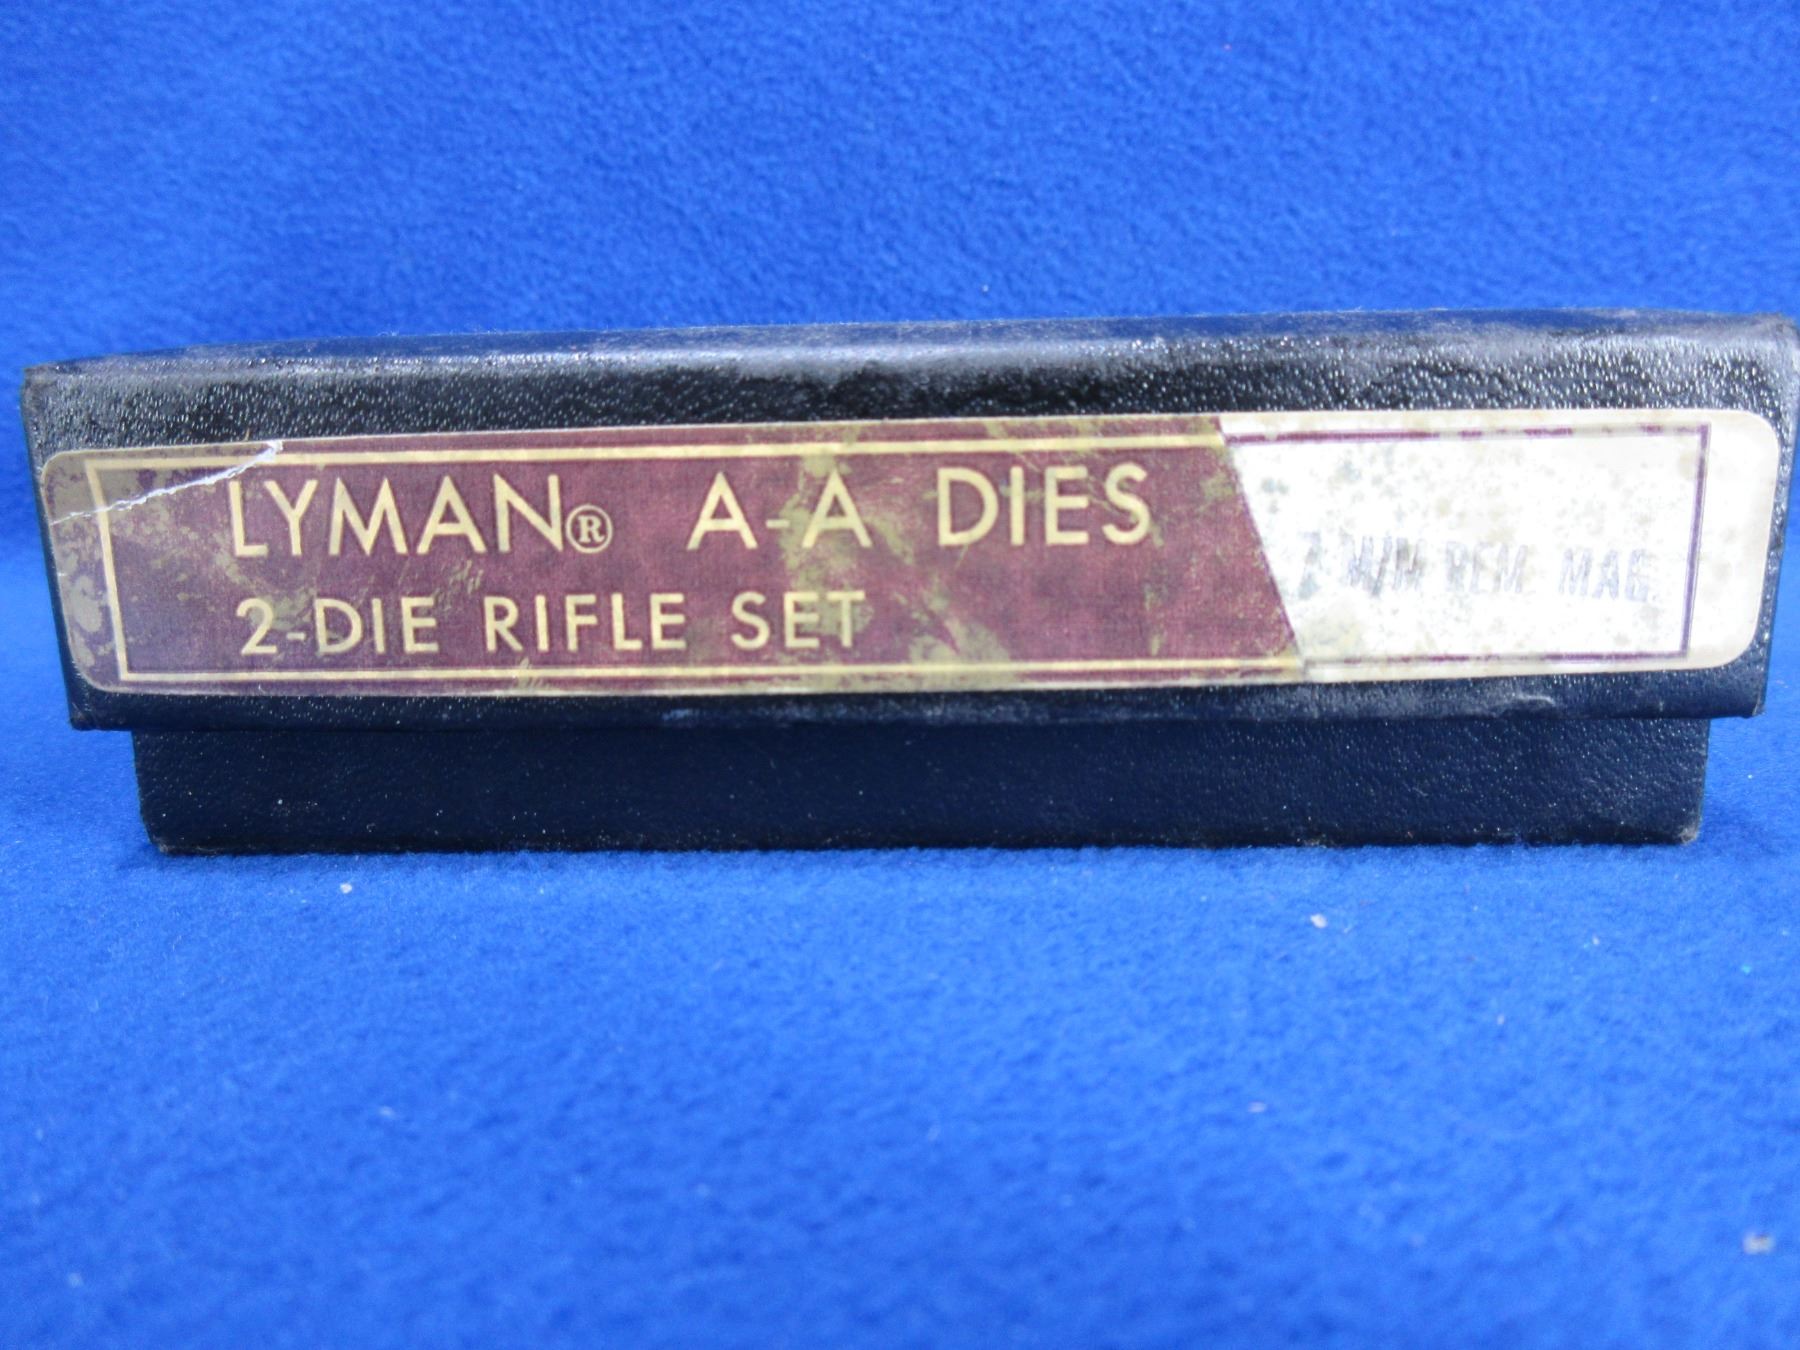 LYMAN® A-A DIES
2-DIE RIFLE SET
7 M/M REM. MAG.